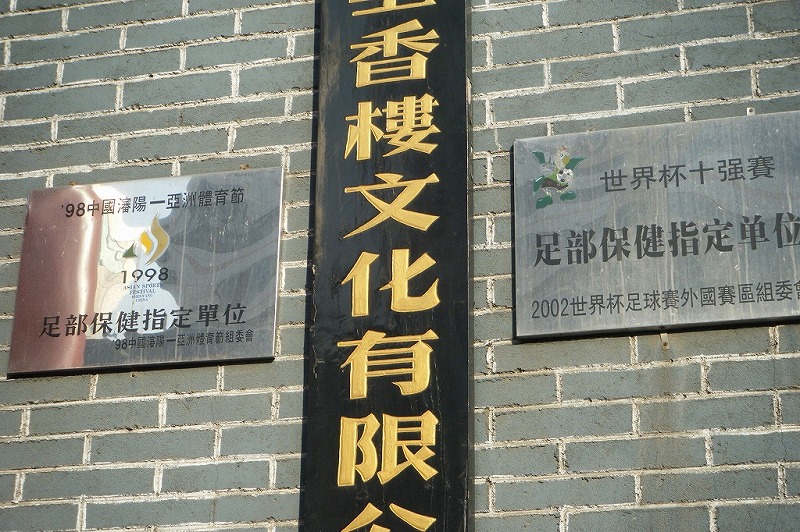 '98中國瀋陽一亞洲體育節
1998
ASIAN SPORTS
FESTIVAL
SHENYANG
CHINA
足部保健指定單位
98中國瀋陽一亞洲體育節組委會
香樓文化有限公
世界杯十强賽
足部保健指定单位
2002世界杯足球賽外國賽區組委會